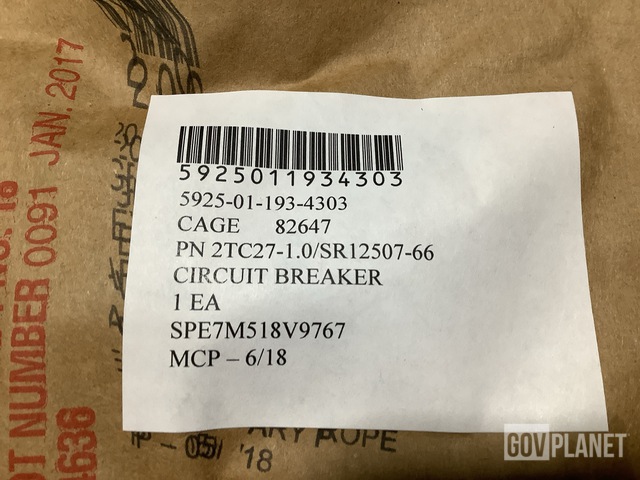 5925011934303
5925-01-193-4303
CAGE 82647
PN 2TC27-1.0/SR12507-66
CIRCUIT BREAKER
1 EA
SPE7M518V9767
MCP – 6/18
OT NUMBER 0091 JAN. 2017
4636
'18
GOVPLANET